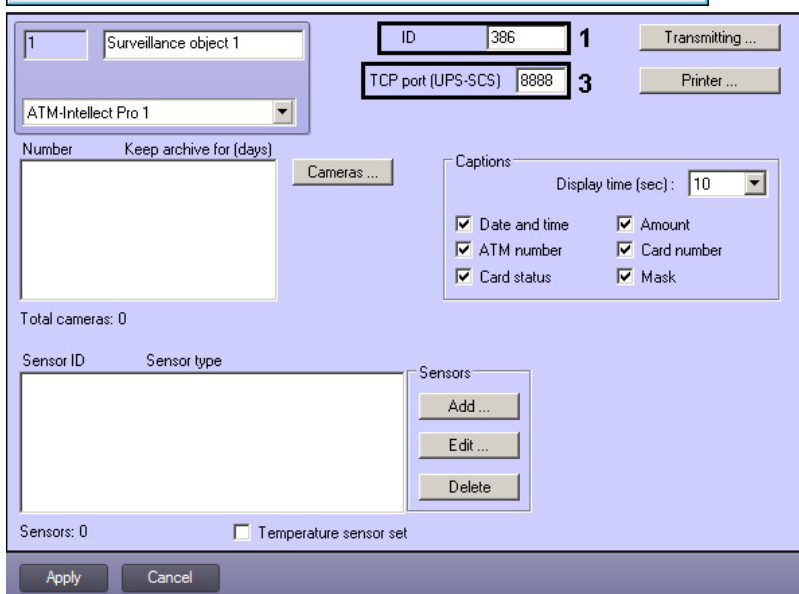 1 Surveillance object 1
ID 386 1
Transmitting ...
TCP port (UPS-SCS) 8888 3
Printer ...
ATM-Intellect Pro 1
Number Keep archive for (days)
Cameras ...
Captions
Display time (sec) : 10
Date and time Amount
ATM number Card number
Card status Mask
Total cameras: 0
Sensor ID Sensor type
Sensors
Add ...
Edit ...
Delete
Sensors: 0 Temperature sensor set
Apply Cancel